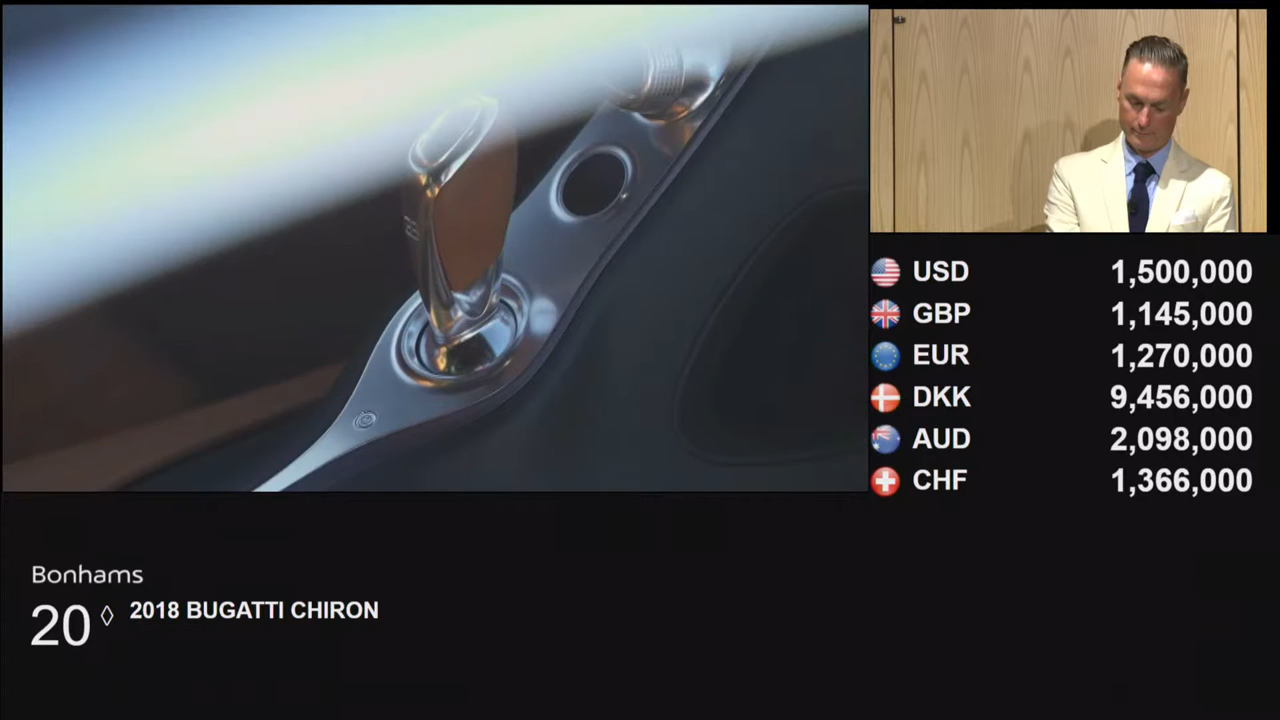 USD 1,500,000
GBP 1,145,000
EUR 1,270,000
DKK 9,456,000
AUD 2,098,000
CHF 1,366,000
Bonhams
20 ◊ 2018 BUGATTI CHIRON